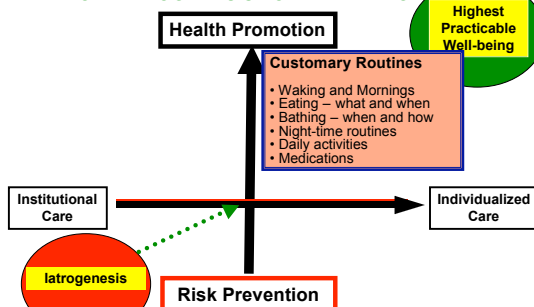 Highest
Practicable
Well-being
Health Promotion
Customary Routines
• Waking and Mornings
• Eating – what and when
• Bathing – when and how
• Night-time routines
• Daily activities
• Medications
Institutional
Care
Individualized
Care
Iatrogenesis
Risk Prevention